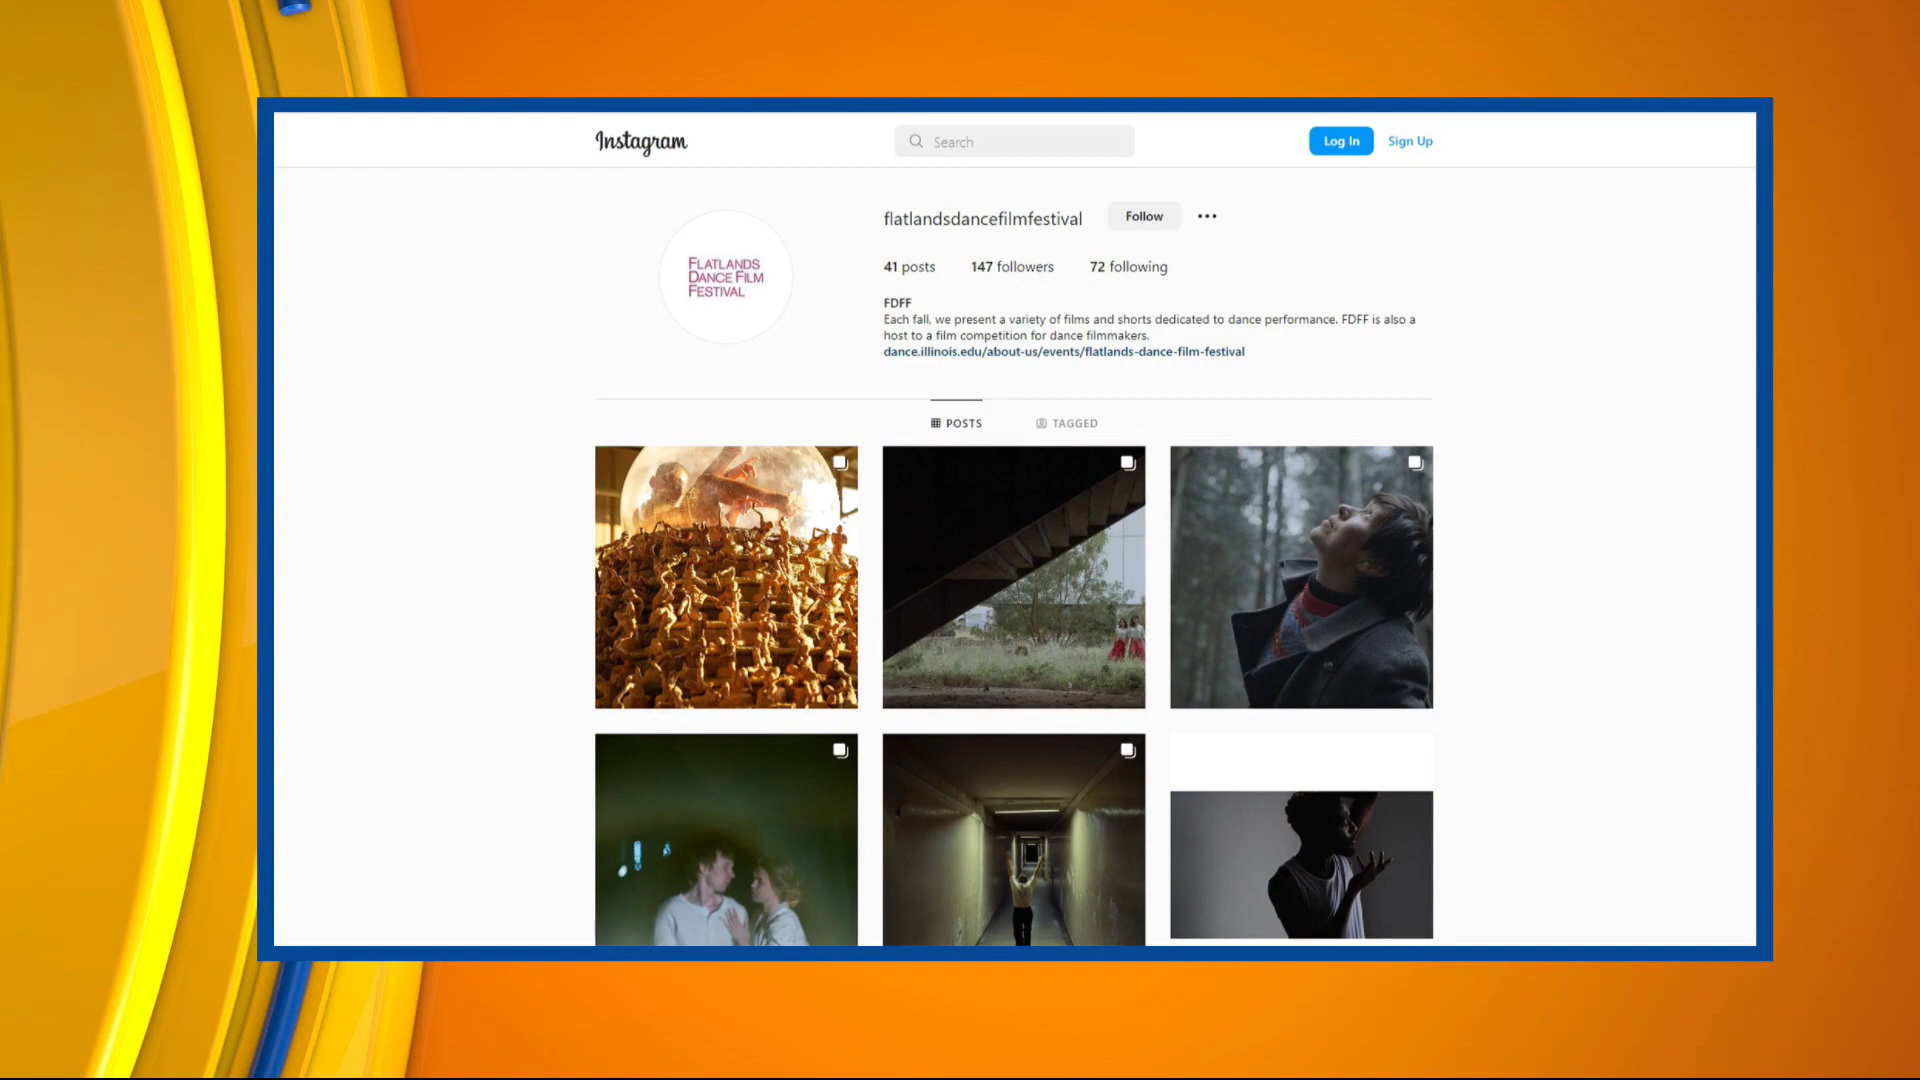 Instagram
Search
Log In
Sign Up
FLATLANDS
DANCE FILM
FESTIVAL
flatlandsdancefilmfestival
Follow
41 posts 147 followers 72 following
FDFF
Each fall, we present a variety of films and shorts dedicated to dance performance. FDFF is also a
host to a film competition for dance filmmakers.
dance.illinois.edu/about-us/events/flatlands-dance-film-festival
POSTS
TAGGED